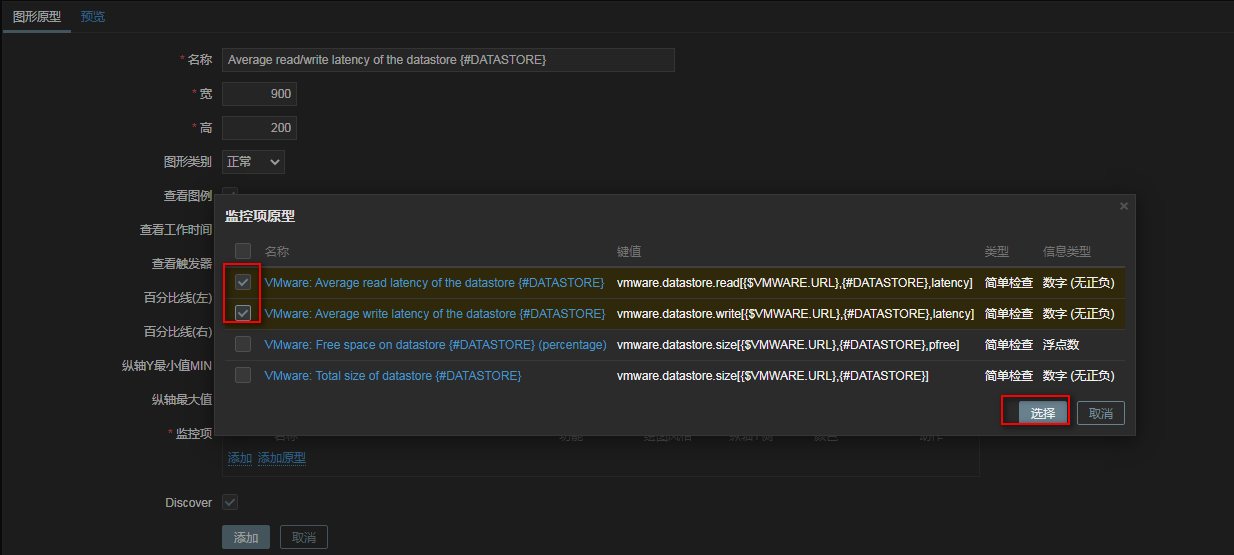 图形原型 预览
* 名称 Average read/write latency of the datastore {#DATASTORE}
* 宽 900
* 高 200
图形类别 正常
查看图例
查看工作时间
查看触发器
百分比线(左)
百分比线(右)
纵轴Y最小值MIN
纵轴最大值
监控项原型 ×
名称 键值 类型 信息类型
VMware: Average read latency of the datastore {#DATASTORE} vmware.datastore.read[{$VMWARE.URL},{#DATASTORE},latency] 简单检查 数字 (无正负)
VMware: Average write latency of the datastore {#DATASTORE} vmware.datastore.write[{$VMWARE.URL},{#DATASTORE},latency] 简单检查 数字 (无正负)
VMware: Free space on datastore {#DATASTORE} (percentage) vmware.datastore.size[{$VMWARE.URL},{#DATASTORE},pfree] 简单检查 浮点数
VMware: Total size of datastore {#DATASTORE} vmware.datastore.size[{$VMWARE.URL},{#DATASTORE}] 简单检查 数字 (无正负)
选择 取消
* 监控项
添加 添加原型
Discover
添加 取消